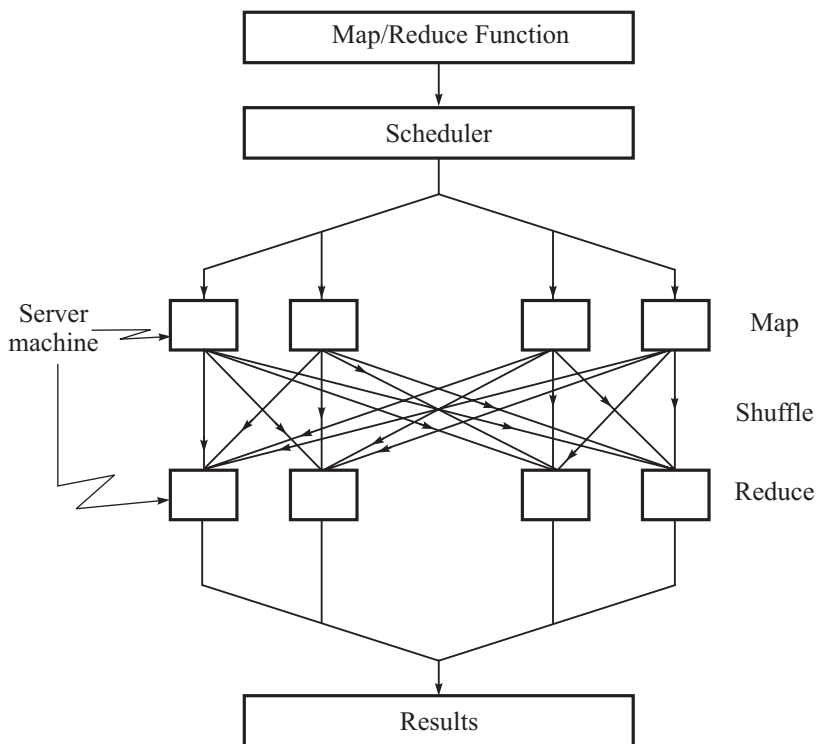 Map/Reduce Function
Scheduler
Server
machine
Map
Shuffle
Reduce
Results